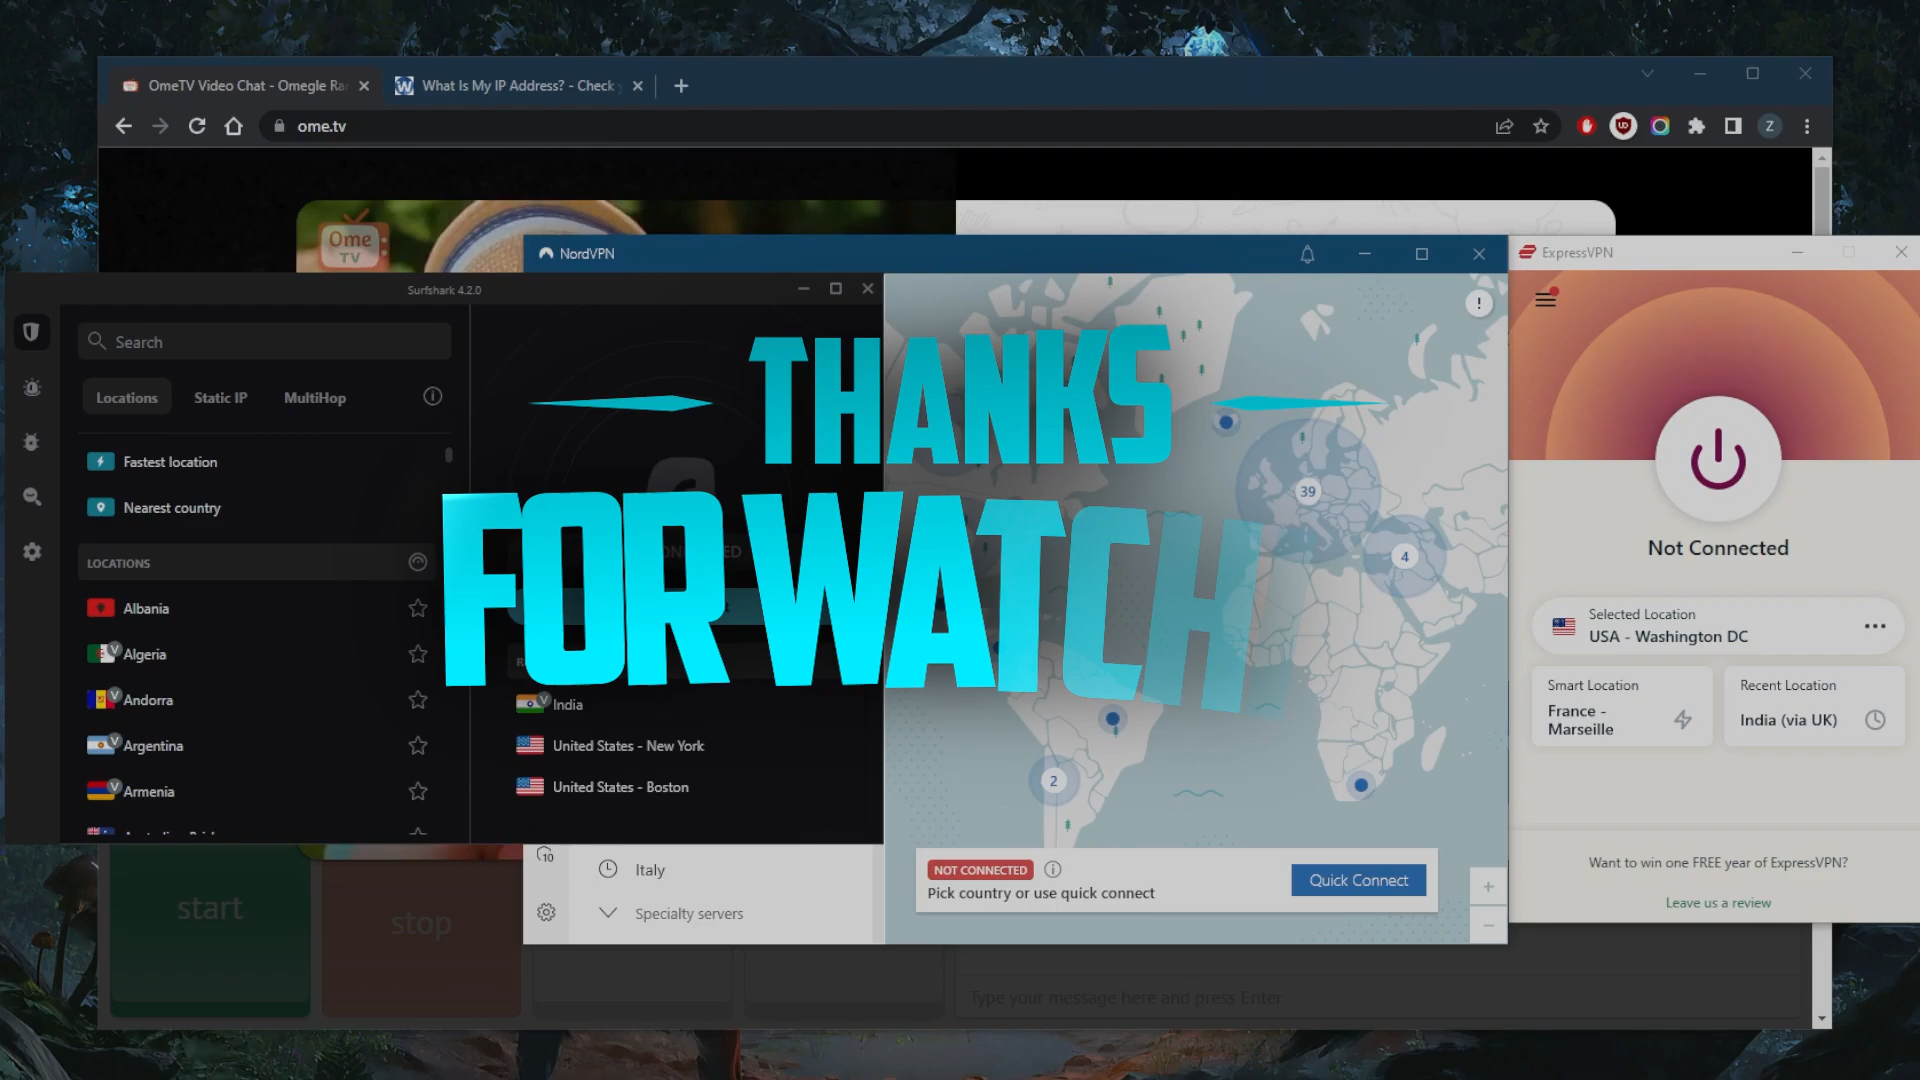 OmeTV Video Chat - Omegle Ra
What Is My IP Address? - Check
ome.tv
Z
Ome
TV
NordVPN
ExpressVPN
Surfshark 4.2.0
Search
Locations
Static IP
MultiHop
Fastest location
Nearest country
LOCATIONS
Albania
Algeria
Andorra
Argentina
Armenia
THANKS
FOR WATCH
India
United States - New York
United States - Boston
39
4
2
10
Italy
Specialty servers
NOT CONNECTED
Pick country or use quick connect
Quick Connect
Not Connected
Selected Location
USA - Washington DC
Smart Location
France -
Marseille
Recent Location
India (via UK)
Want to win one FREE year of ExpressVPN?
Leave us a review
start
stop
Type your message here and press Enter